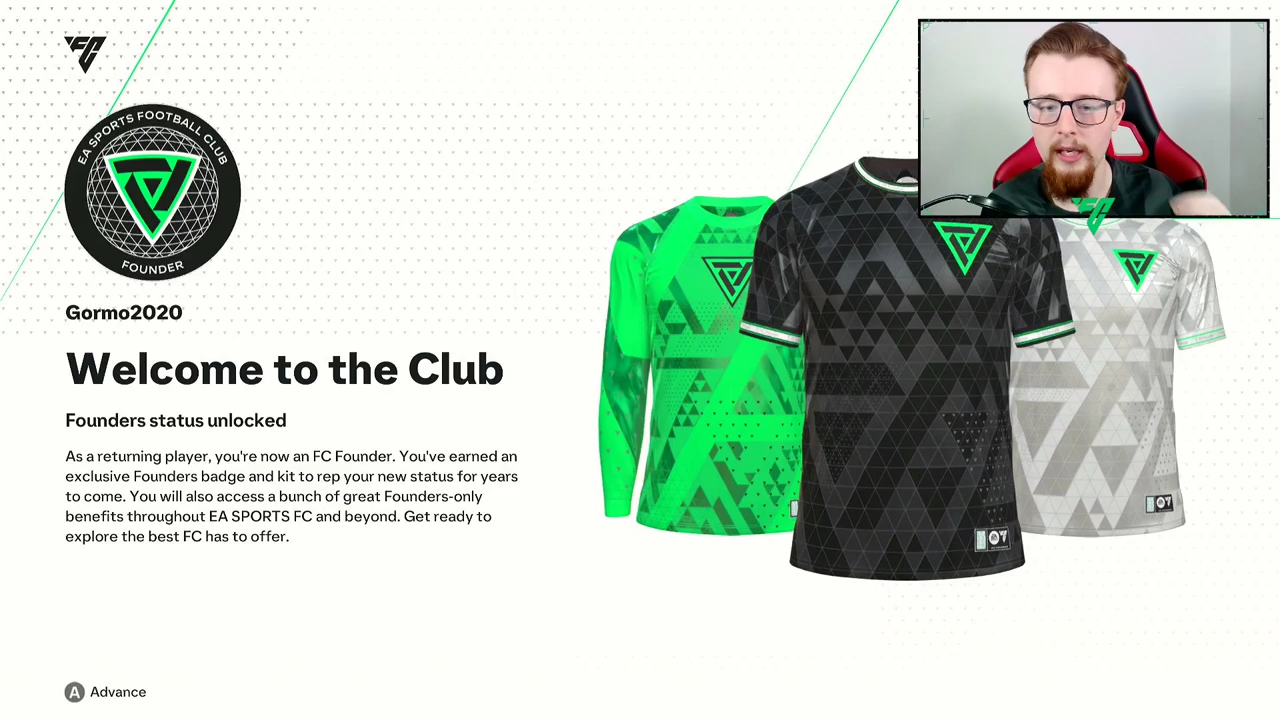 FC
EA SPORTS FOOTBALL CLUB
FOUNDER
Gormo2020
Welcome to the Club
Founders status unlocked
As a returning player, you're now an FC Founder. You've earned an
exclusive Founders badge and kit to rep your new status for years
to come. You will also access a bunch of great Founders-only
benefits throughout EA SPORTS FC and beyond. Get ready to
explore the best FC has to offer.
A Advance